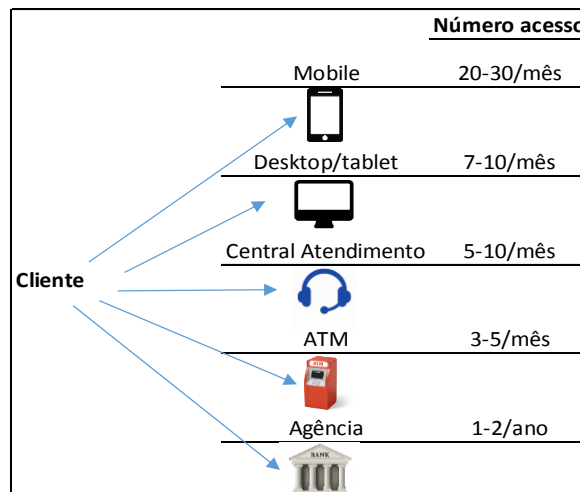 Número acesso
Mobile 20-30/mês
Desktop/tablet 7-10/mês
Central Atendimento 5-10/mês
Cliente
ATM 3-5/mês
Agência 1-2/ano
BANK